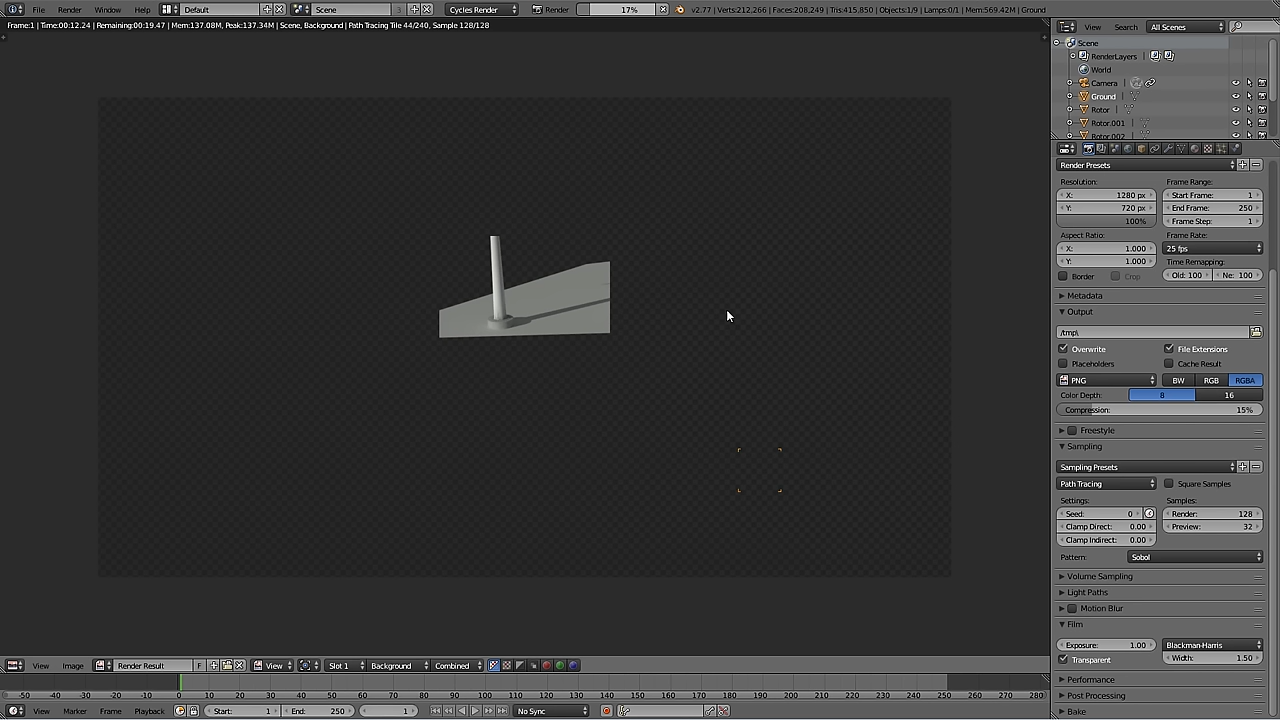 File Render Window Help Default Scene 3 Cycles Render Render 17% v2.77 | Verts:212,266 | Faces:208,249 | Tris:415,850 | Objects:1/9 | Lamps:0/1 | Mem:569.42M | Ground
Frame:1 | Time:00:12.24 | Remaining:00:19.47 | Mem:137.08M, Peak:137.34M | Scene, Background | Path Tracing Tile 44/240, Sample 128/128
View Search All Scenes
Scene
RenderLayers
World
Camera
Ground
Rotor
Rotor.001
Rotor.002
Render Presets
Resolution: Frame Range:
X: 1280 px Start Frame: 1
Y: 720 px End Frame: 250
100% Frame Step: 1
Aspect Ratio: Frame Rate:
X: 1.000 25 fps
Y: 1.000 Time Remapping:
Border Crop Old: 100 Ne: 100
Metadata
Output
/tmp\
Overwrite File Extensions
Placeholders Cache Result
PNG BW RGB RGBA
Color Depth: 8 16
Compression: 15%
Freestyle
Sampling
Sampling Presets
Path Tracing Square Samples
Settings: Samples:
Seed: 0 Render: 128
Clamp Direct: 0.00 Preview: 32
Clamp Indirect: 0.00
Pattern: Sobol
Volume Sampling
Light Paths
Motion Blur
Film
Exposure: 1.00 Blackman-Harris
Transparent Width: 1.50
Performance
Post Processing
Bake
View Image Render Result F View Slot 1 Background Combined
-50 -40 -30 -20 -10 0 10 20 30 40 50 60 70 80 90 100 110 120 130 140 150 160 170 180 190 200 210 220 230 240 250 260 270 280
View Marker Frame Playback Start: 1 End: 250 1 No Sync